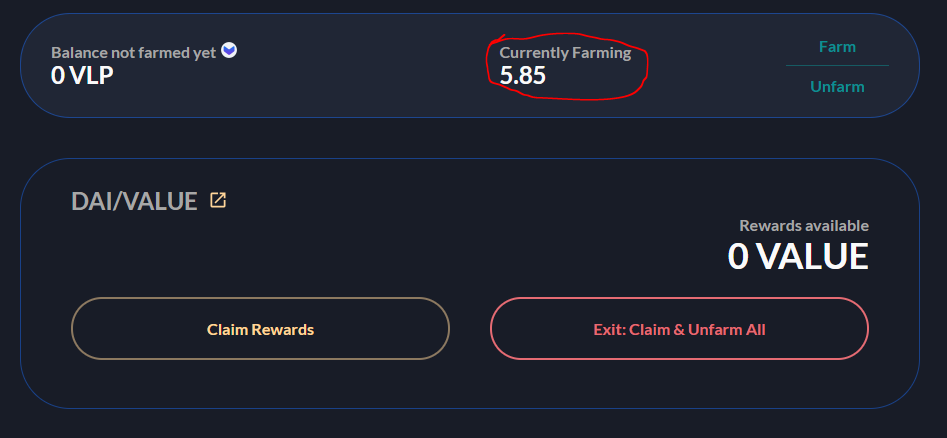 Balance not farmed yet
0 VLP
Currently Farming
5.85
Farm
Unfarm
DAI/VALUE
Rewards available
0 VALUE
Claim Rewards
Exit: Claim & Unfarm All